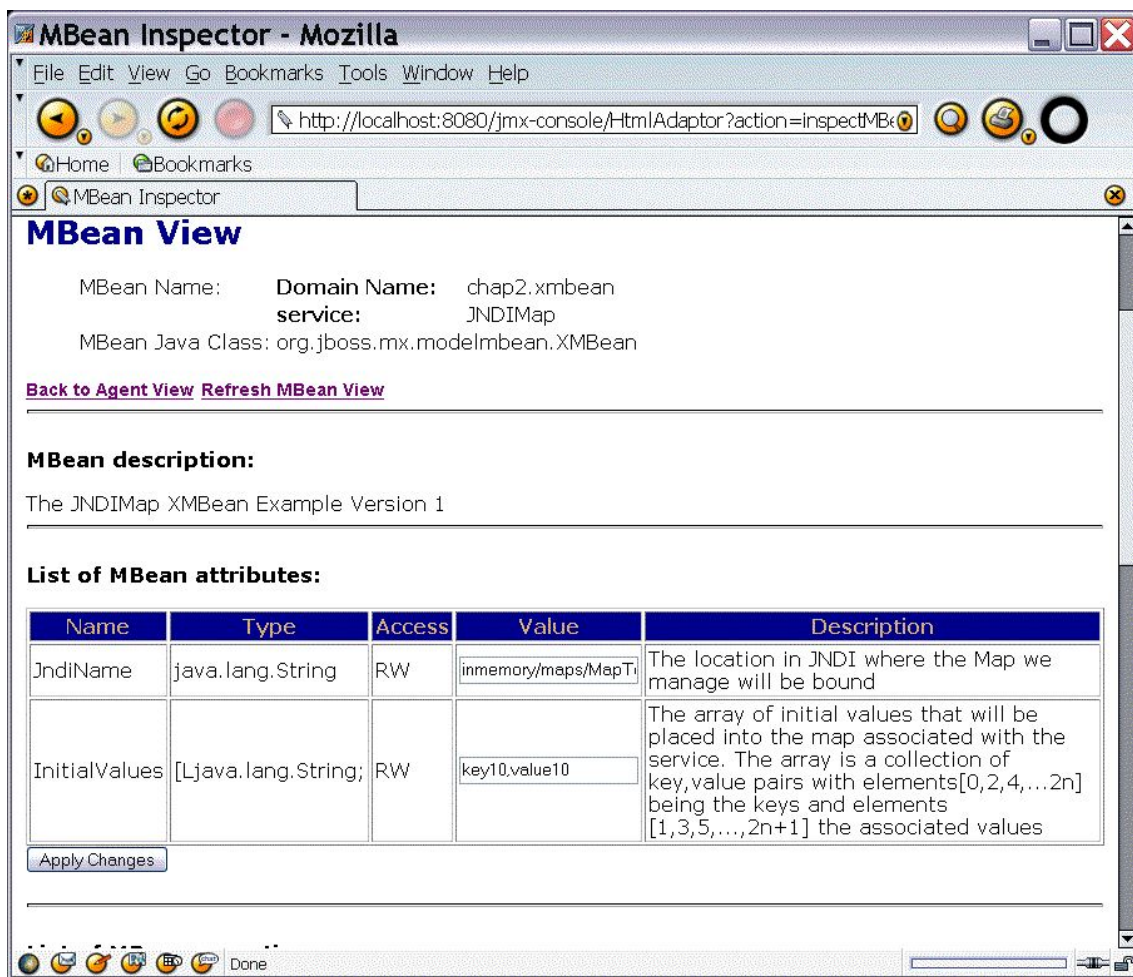 MBean Inspector - Mozilla
File Edit View Go Bookmarks Tools Window Help
http://localhost:8080/jmx-console/HtmlAdaptor?action=inspectMBe
Home Bookmarks
MBean Inspector
MBean View
MBean Name: Domain Name: chap2.xmbean
service: JNDIMap
MBean Java Class: org.jboss.mx.modelmbean.XMBean
Back to Agent View Refresh MBean View
MBean description:
The JNDIMap XMBean Example Version 1
List of MBean attributes:
Name Type Access Value Description
JndiName java.lang.String RW inmemory/maps/MapT The location in JNDI where the Map we
manage will be bound
InitialValues [Ljava.lang.String; RW key10,value10 The array of initial values that will be
placed into the map associated with the
service. The array is a collection of
key,value pairs with elements[0,2,4,...2n]
being the keys and elements
[1,3,5,...,2n+1] the associated values
Apply Changes
Done